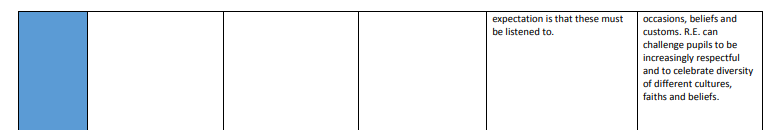 expectation is that these must
be listened to.
occasions, beliefs and
customs. R.E. can
challenge pupils to be
increasingly respectful
and to celebrate diversity
of different cultures,
faiths and beliefs.